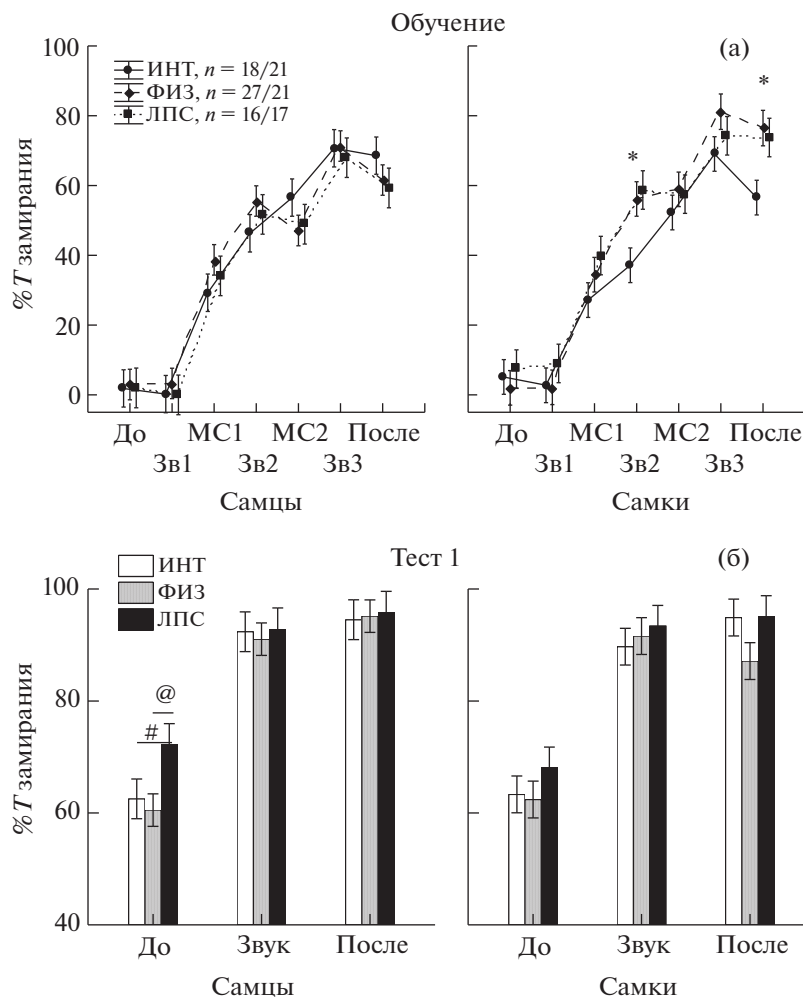 Обучение
(а)
ИНТ, n = 18/21
ФИЗ, n = 27/21
ЛПС, n = 16/17
%T замирания
100
80
60
40
20
0
*
*
До МС1 МС2 После
Зв1 Зв2 Зв3
Самцы
До МС1 МС2 После
Зв1 Зв2 Зв3
Самки
Тест 1
(б)
ИНТ
ФИЗ
ЛПС
%T замирания
100
80
60
40
@
#
До Звук После
Самцы
До Звук После
Самки